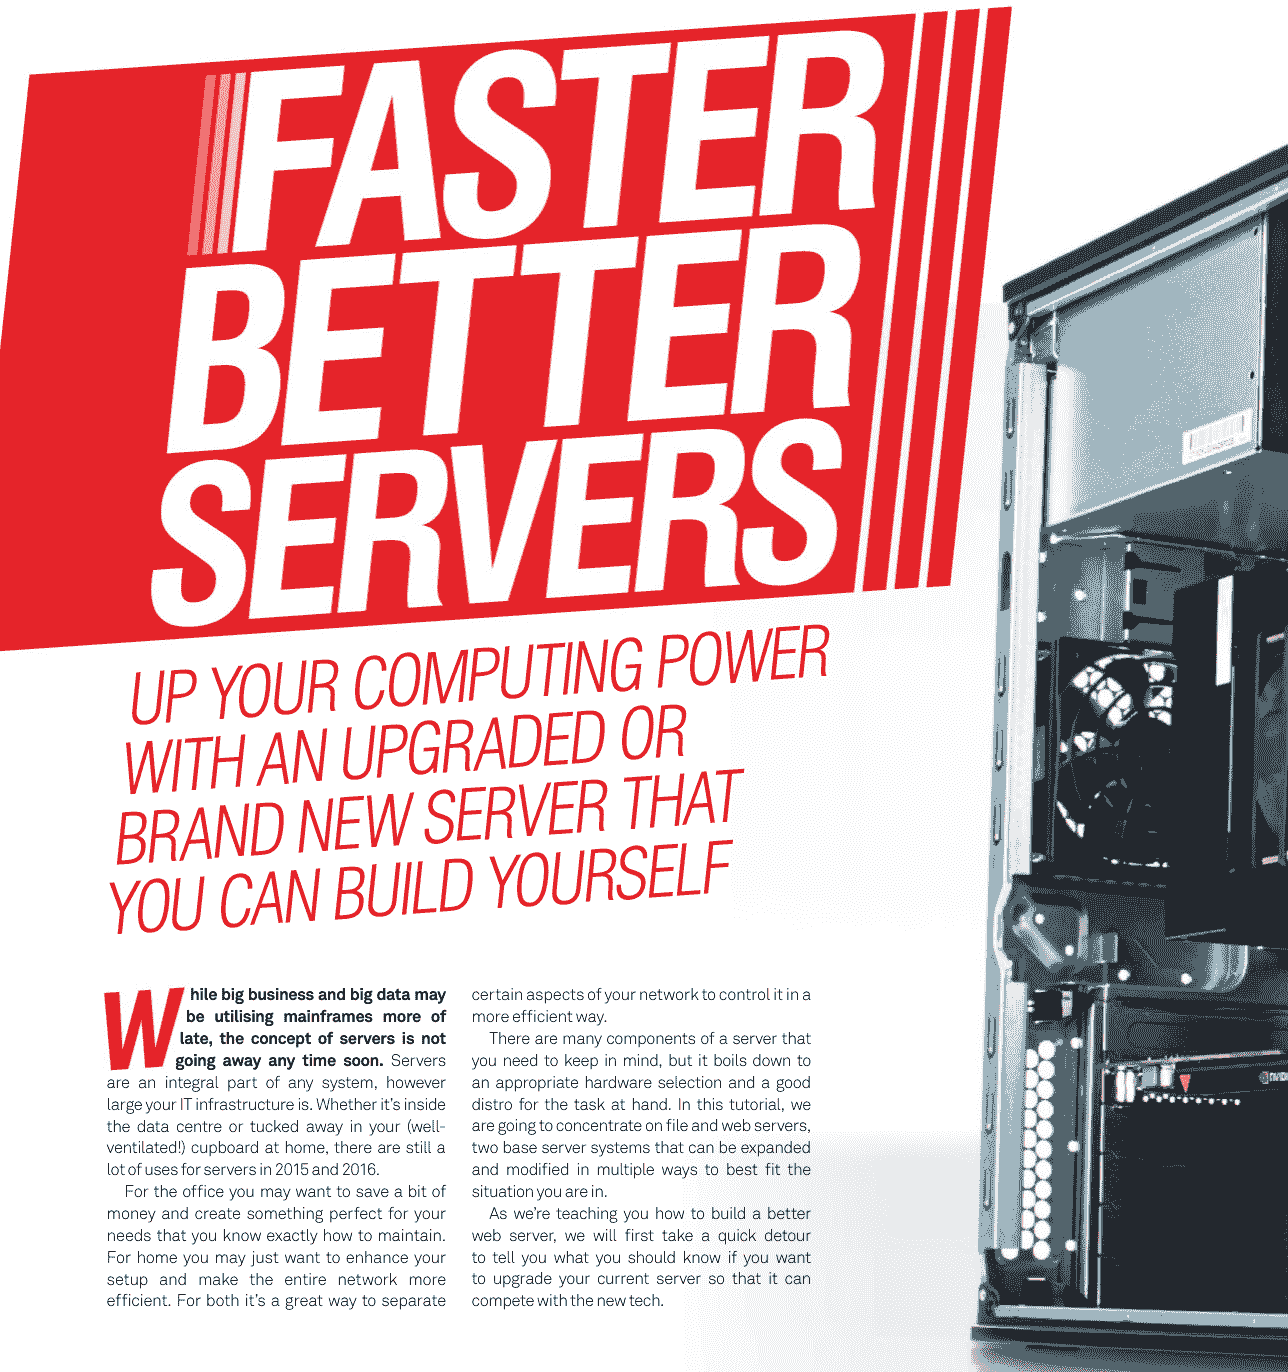 FASTER
BETTER
SERVERS
UP YOUR COMPUTING POWER
WITH AN UPGRADED OR
BRAND NEW SERVER THAT
YOU CAN BUILD YOURSELF
While big business and big data may
be utilising mainframes more of
late, the concept of servers is not
going away any time soon. Servers
are an integral part of any system, however
large your IT infrastructure is. Whether it's inside
the data centre or tucked away in your (well-
ventilated!) cupboard at home, there are still a
lot of uses for servers in 2015 and 2016.
For the office you may want to save a bit of
money and create something perfect for your
needs that you know exactly how to maintain.
For home you may just want to enhance your
setup and make the entire network more
efficient. For both it's a great way to separate
certain aspects of your network to control it in a
more efficient way.
There are many components of a server that
you need to keep in mind, but it boils down to
an appropriate hardware selection and a good
distro for the task at hand. In this tutorial, we
are going to concentrate on file and web servers,
two base server systems that can be expanded
and modified in multiple ways to best fit the
situation you are in.
As we're teaching you how to build a better
web server, we will first take a quick detour
to tell you what you should know if you want
to upgrade your current server so that it can
compete with the new tech.